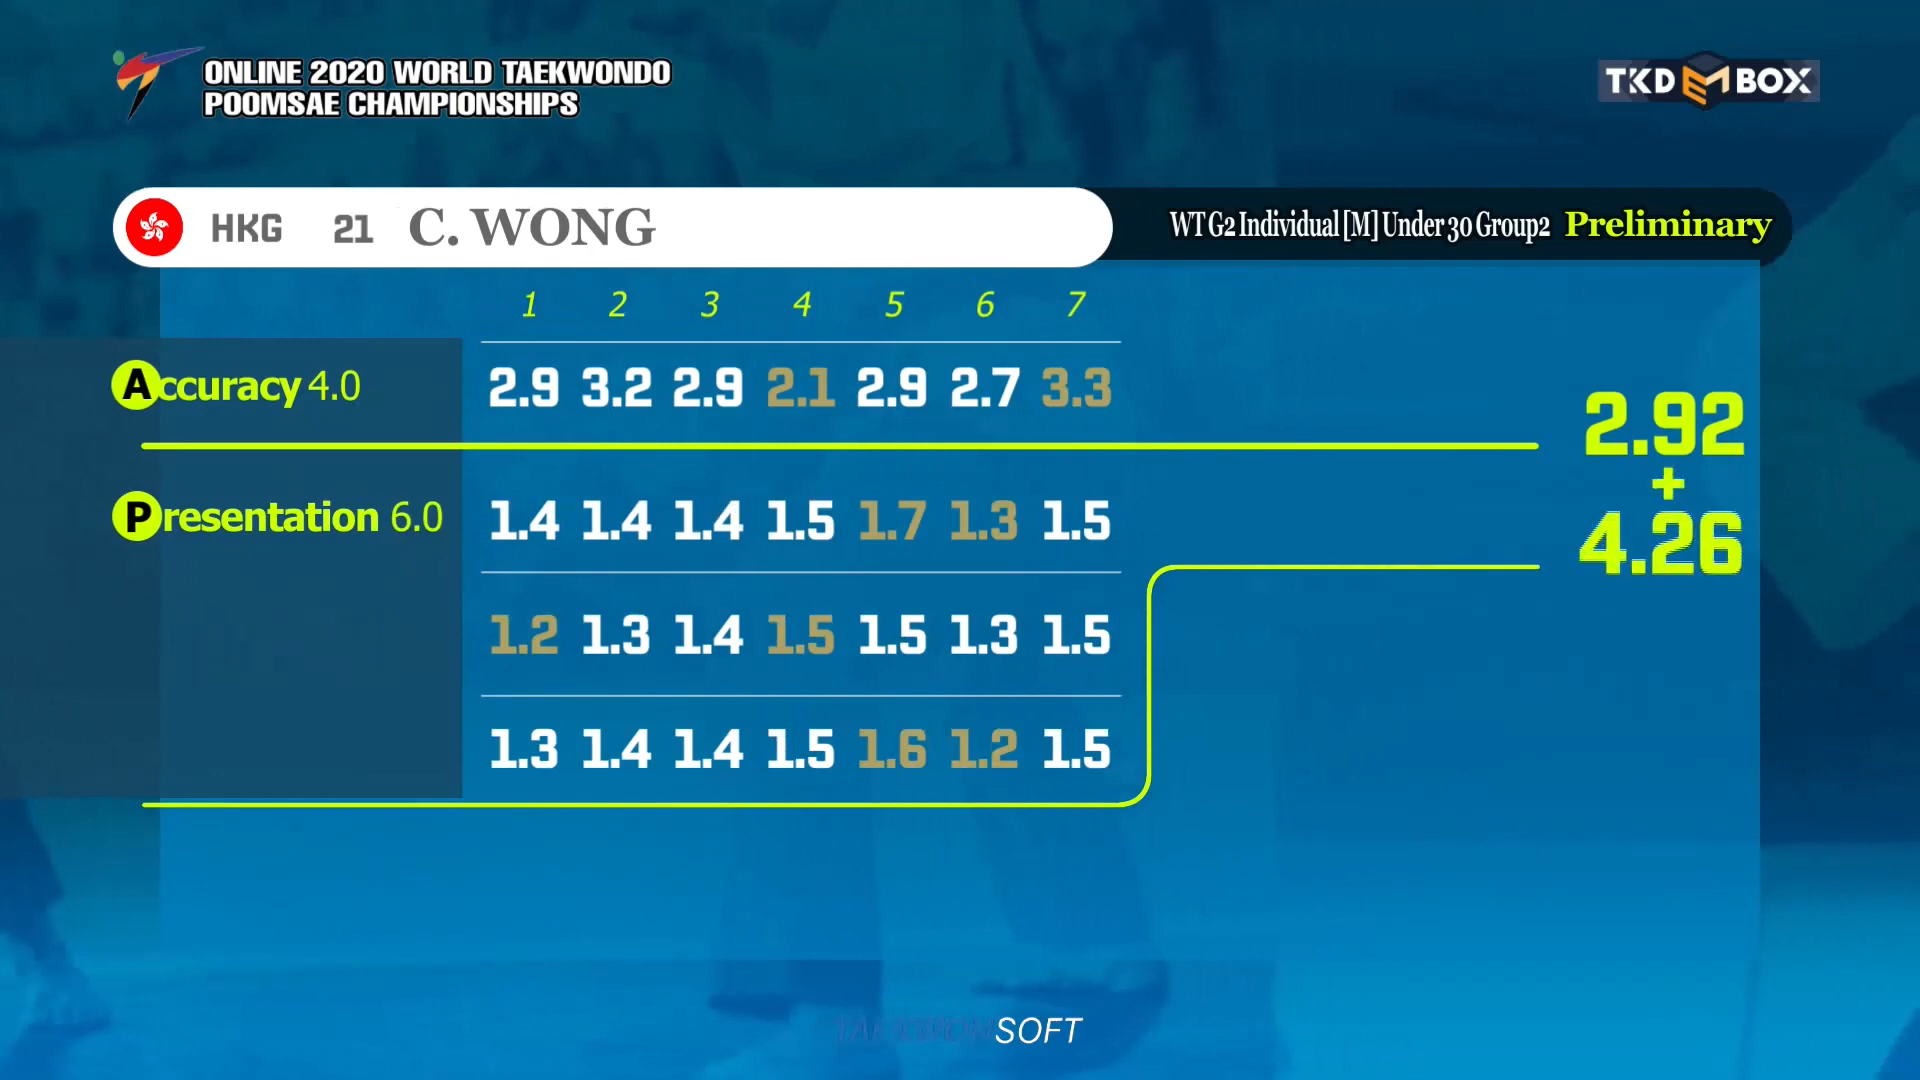 ONLINE 2020 WORLD TAEKWONDO
POOMSAE CHAMPIONSHIPS
TKD BOX
HKG 21 C. WONG
WT G2 Individual [M] Under 30 Group2 Preliminary
1 2 3 4 5 6 7
Accuracy 4.0 2.9 3.2 2.9 2.1 2.9 2.7 3.3
2.92
+
4.26
Presentation 6.0 1.4 1.4 1.4 1.5 1.7 1.3 1.5
1.2 1.3 1.4 1.5 1.5 1.3 1.5
1.3 1.4 1.4 1.5 1.6 1.2 1.5
SOFT